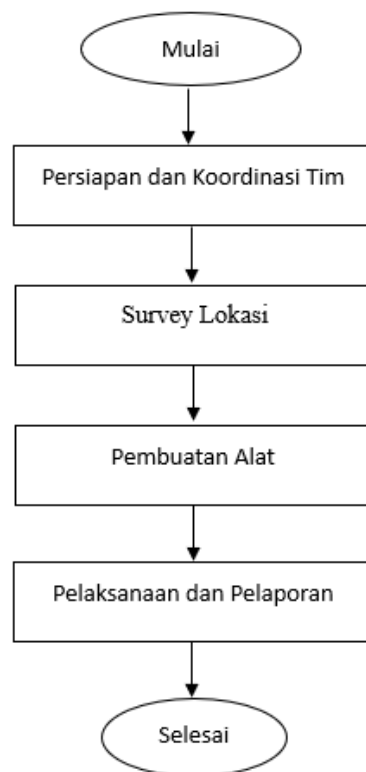 Mulai
Persiapan dan Koordinasi Tim
Survey Lokasi
Pembuatan Alat
Pelaksanaan dan Pelaporan
Selesai